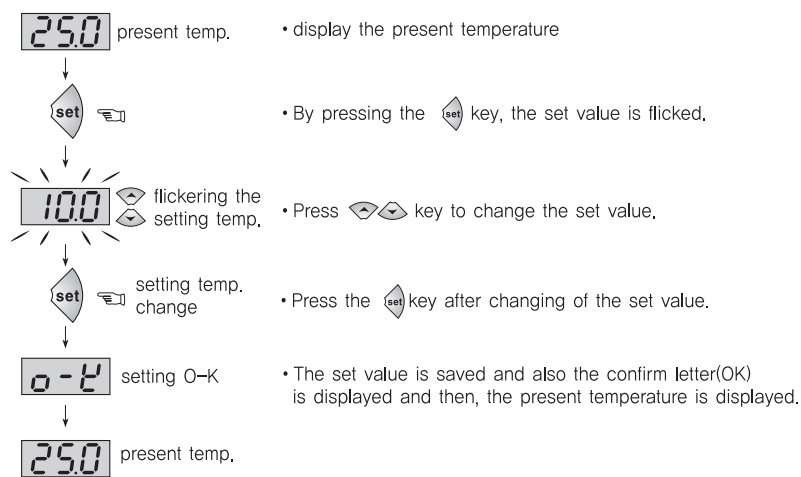 25.0 present temp. • display the present temperature
set • By pressing the set key, the set value is flicked.
10.0 flickering the
setting temp. • Press key to change the set value.
set setting temp.
change • Press the set key after changing of the set value.
o-k setting O-K • The set value is saved and also the confirm letter(OK)
is displayed and then, the present temperature is displayed.
25.0 present temp.